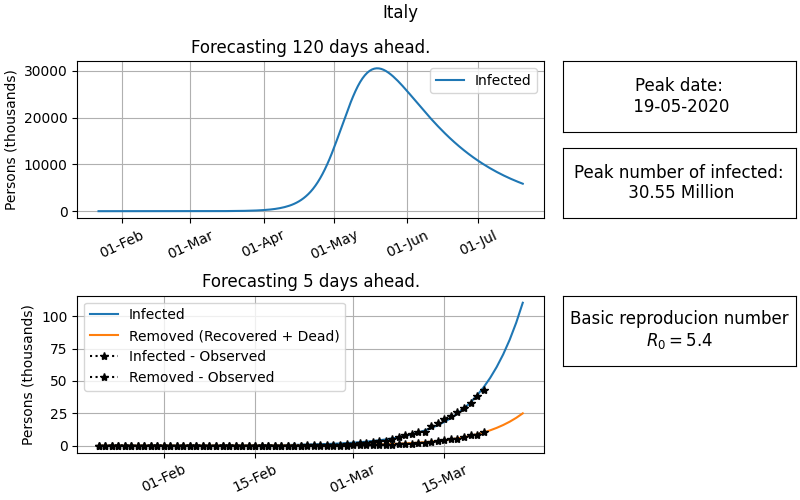 Italy
Forecasting 120 days ahead.
Persons (thousands)
30000
20000
10000
0
Infected
01-Feb
01-Mar
01-Apr
01-May
01-Jun
01-Jul
Peak date:
19-05-2020
Peak number of infected:
30.55 Million
Forecasting 5 days ahead.
Persons (thousands)
100
75
50
25
0
Infected
Removed (Recovered + Dead)
Infected - Observed
Removed - Observed
01-Feb
15-Feb
01-Mar
15-Mar
Basic reproducion number
R₀ = 5.4